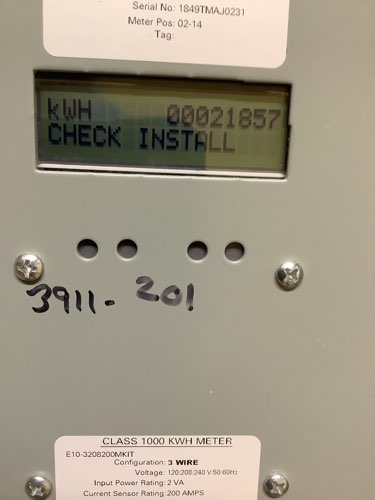 Serial No: 1849TMAJ0231
Meter Pos: 02-14
Tag:
kWH 00021857
CHECK INSTALL
3911- 201
CLASS 1000 KWH METER
E10-3208200MKIT
Configuration: 3 WIRE
Voltage: 120:208:240 V:50:60Hz
Input Power Rating: 2 VA
Current Sensor Rating: 200 AMPS